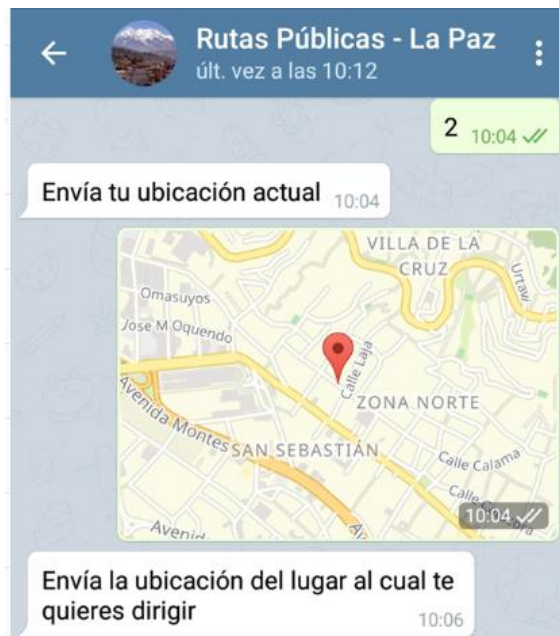 Rutas Públicas - La Paz
últ. vez a las 10:12
2 10:04
Envía tu ubicación actual 10:04
VILLA DE LA
CRUZ
Urtavi
Omasuyos
Jose M Oquendo
Calle Laja
ZONA NORTE
Avenida Montes
SAN SEBASTIÁN
Calle Calama
Calle
10:04
Envía la ubicación del lugar al cual te
quieres dirigir 10:06